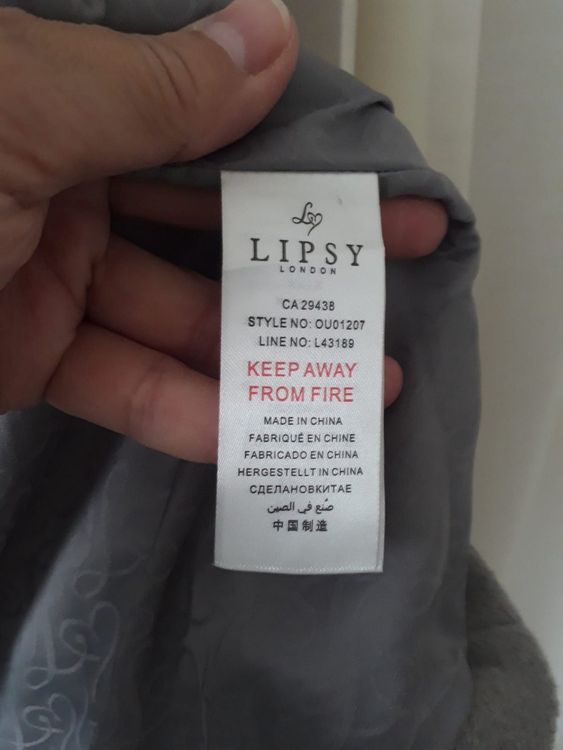 LIPSY
LONDON
CA 29438
STYLE NO: OU01207
LINE NO: L43189
KEEP AWAY
FROM FIRE
MADE IN CHINA
FABRIQUÉ EN CHINE
FABRICADO EN CHINA
HERGESTELLT IN CHINA
СДЕЛАНОВКИТАЕ
صُنع في الصين
中国制造